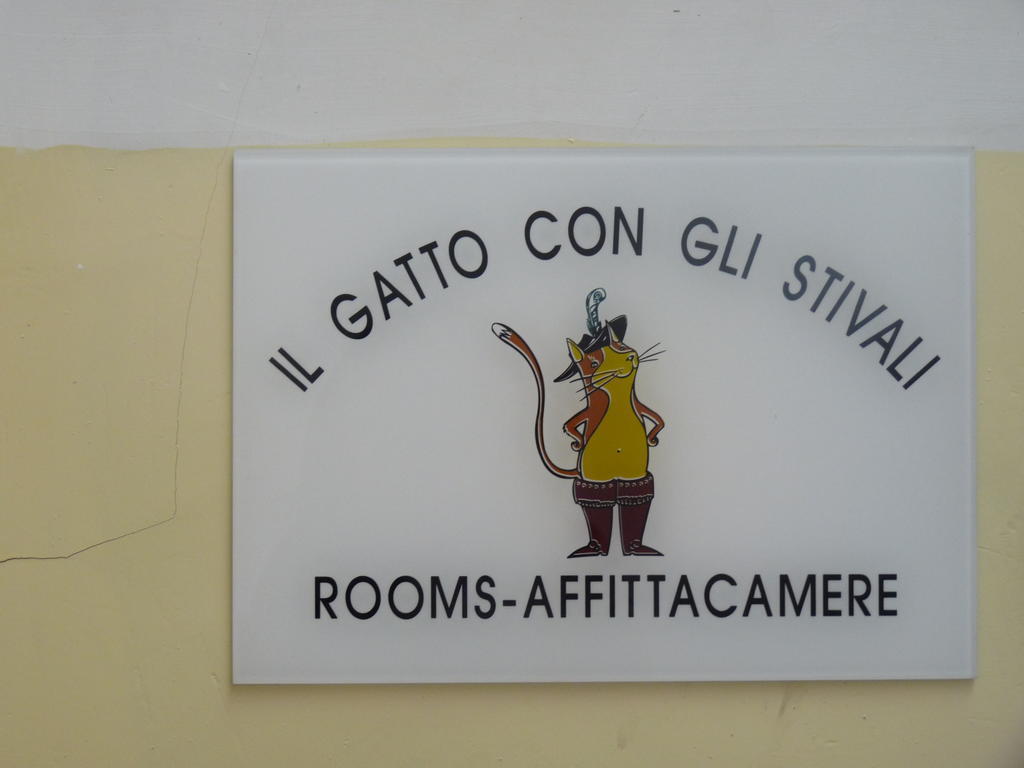 IL GATTO CON GLI STIVALI
ROOMS-AFFITTACAMERE